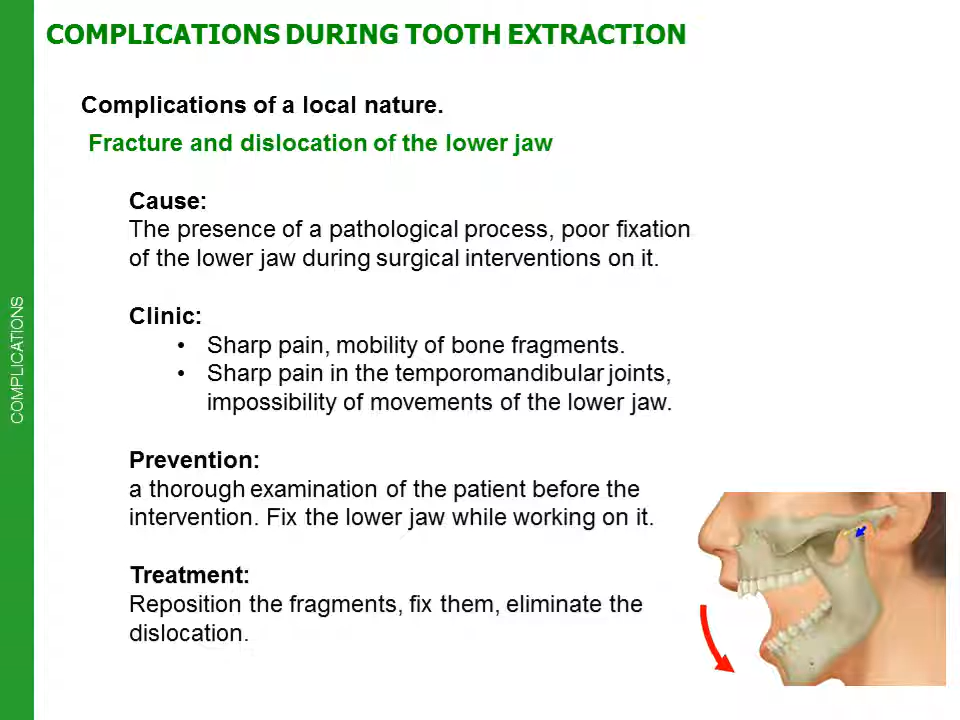 COMPLICATIONS DURING TOOTH EXTRACTION
Complications of a local nature.
Fracture and dislocation of the lower jaw
Cause:
The presence of a pathological process, poor fixation
of the lower jaw during surgical interventions on it.
Clinic:
• Sharp pain, mobility of bone fragments.
• Sharp pain in the temporomandibular joints,
impossibility of movements of the lower jaw.
Prevention:
a thorough examination of the patient before the
intervention. Fix the lower jaw while working on it.
Treatment:
Reposition the fragments, fix them, eliminate the
dislocation.
COMPLICATIONS